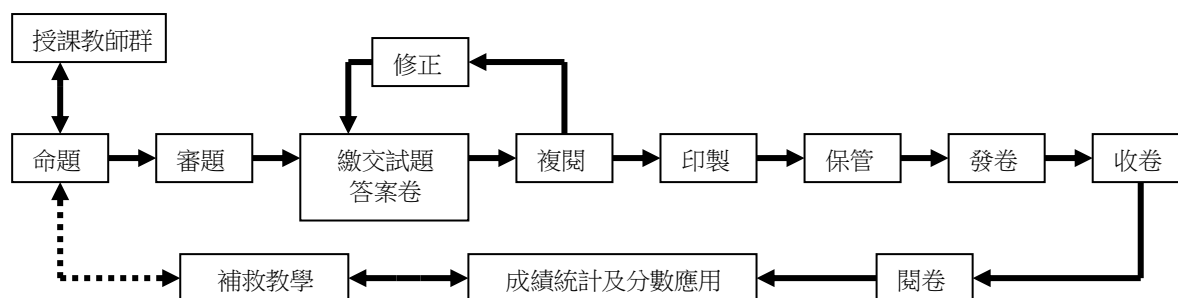 授課教師群
修正
命題
審題
繳交試題
答案卷
複閱
印製
保管
發卷
收卷
補救教學
成績統計及分數應用
閱卷